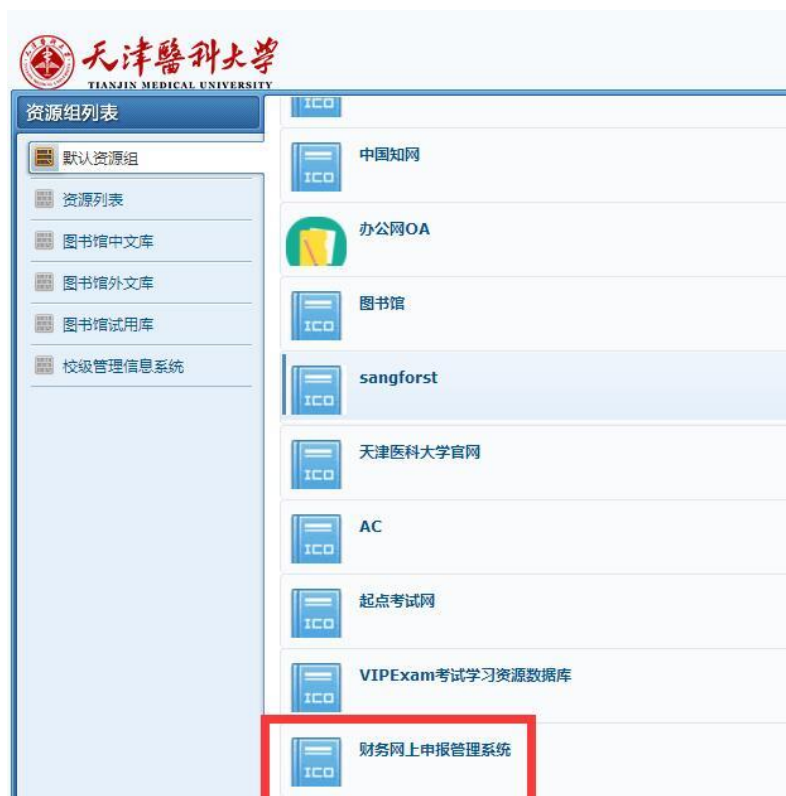 天津醫科大学
TIANJIN MEDICAL UNIVERSITY
资源组列表
默认资源组
资源列表
图书馆中文库
图书馆外文库
图书馆试用库
校级管理信息系统
ICO
中国知网
ICO
办公网OA
图书馆
ICO
sangforst
ICO
天津医科大学官网
ICO
AC
ICO
起点考试网
ICO
VIPExam考试学习资源数据库
ICO
财务网上申报管理系统
ICO